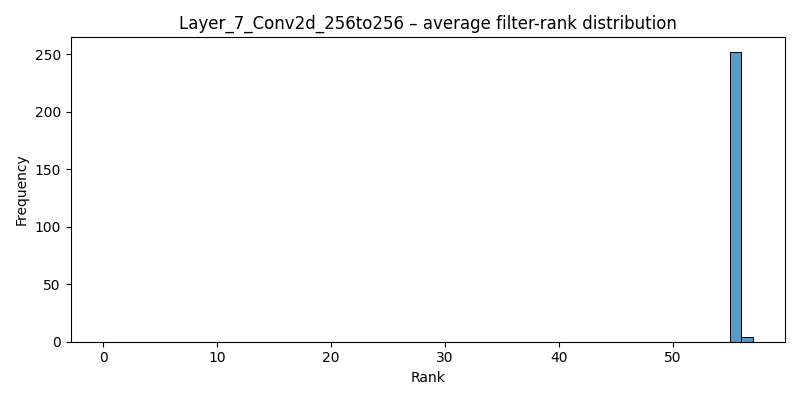 Layer_7_Conv2d_256to256 – average filter-rank distribution
250
200
150
100
50
0
Frequency
0 10 20 30 40 50
Rank